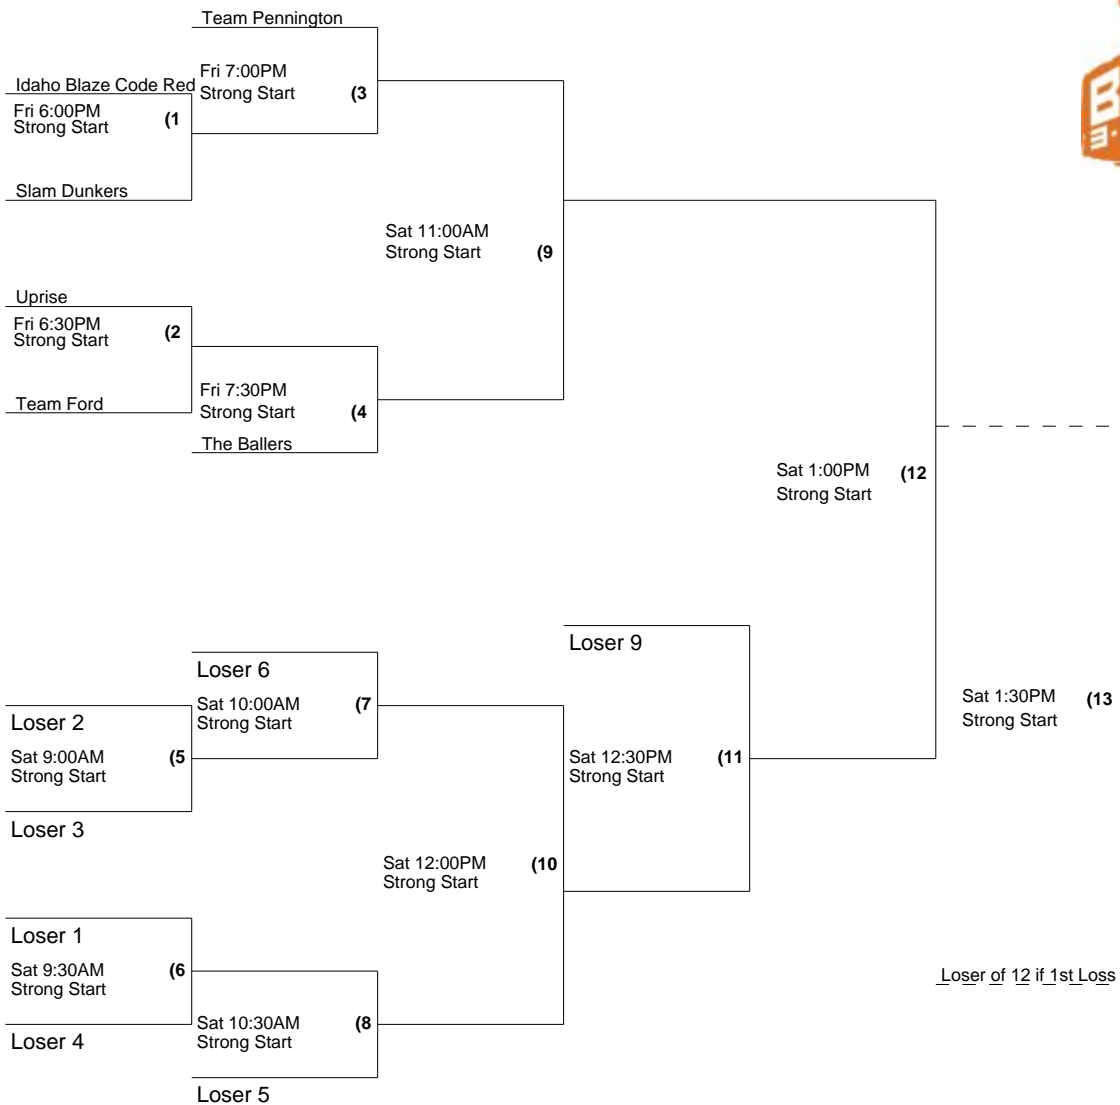 Team Pennington
Fri 7:00PM
Strong Start (3
Idaho Blaze Code Red
Fri 6:00PM
Strong Start (1
Slam Dunkers
Sat 11:00AM
Strong Start (9
Uprise
Fri 6:30PM
Strong Start (2
Team Ford
Fri 7:30PM
Strong Start (4
The Ballers
Sat 1:00PM
Strong Start (12
Loser 9
Loser 6
Sat 10:00AM
Strong Start (7
Loser 2
Sat 9:00AM
Strong Start (5
Loser 3
Sat 12:30PM
Strong Start (11
Sat 1:30PM
Strong Start (13
Sat 12:00PM
Strong Start (10
Loser 1
Sat 9:30AM
Strong Start (6
Loser 4
Sat 10:30AM
Strong Start (8
Loser 5
Loser of 12 if 1st Loss